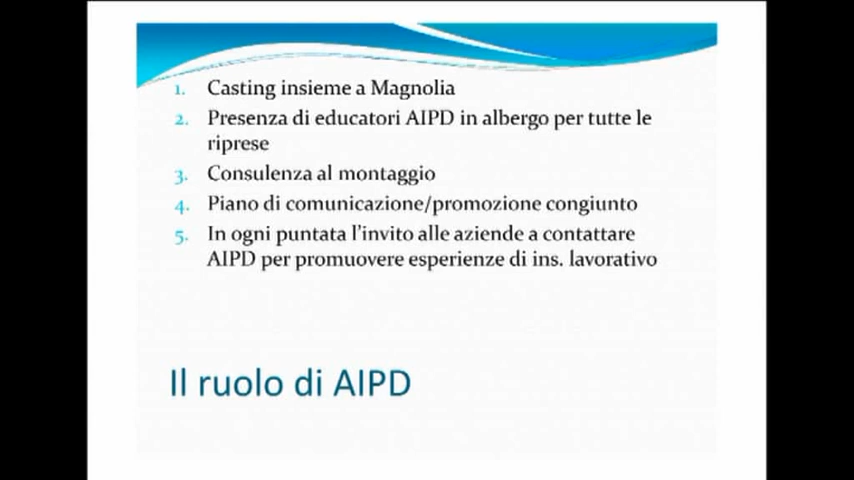 1. Casting insieme a Magnolia
2. Presenza di educatori AIPD in albergo per tutte le
riprese
3. Consulenza al montaggio
4. Piano di comunicazione/promozione congiunto
5. In ogni puntata l'invito alle aziende a contattare
AIPD per promuovere esperienze di ins. lavorativo
Il ruolo di AIPD